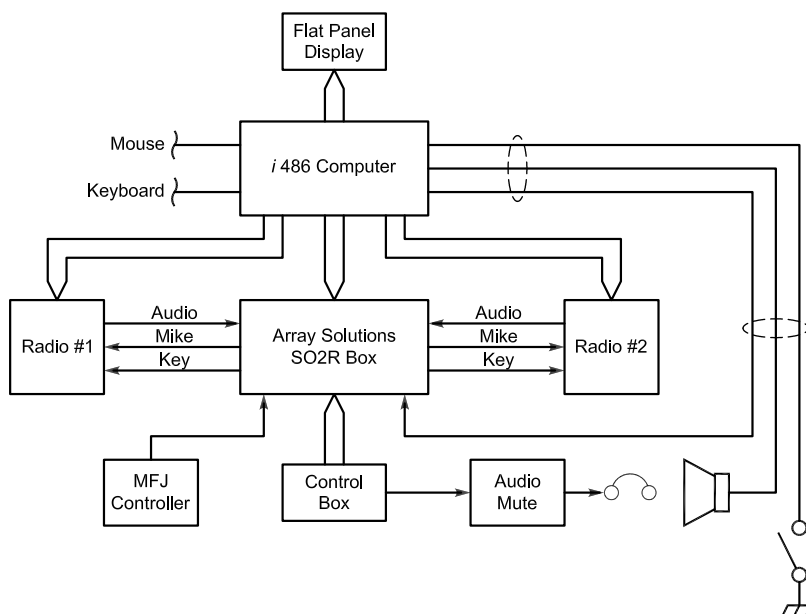 Flat Panel
Display
Mouse
i 486 Computer
Keyboard
Radio #1
Audio
Mike
Key
Array Solutions
SO2R Box
Audio
Mike
Key
Radio #2
MFJ
Controller
Control
Box
Audio
Mute